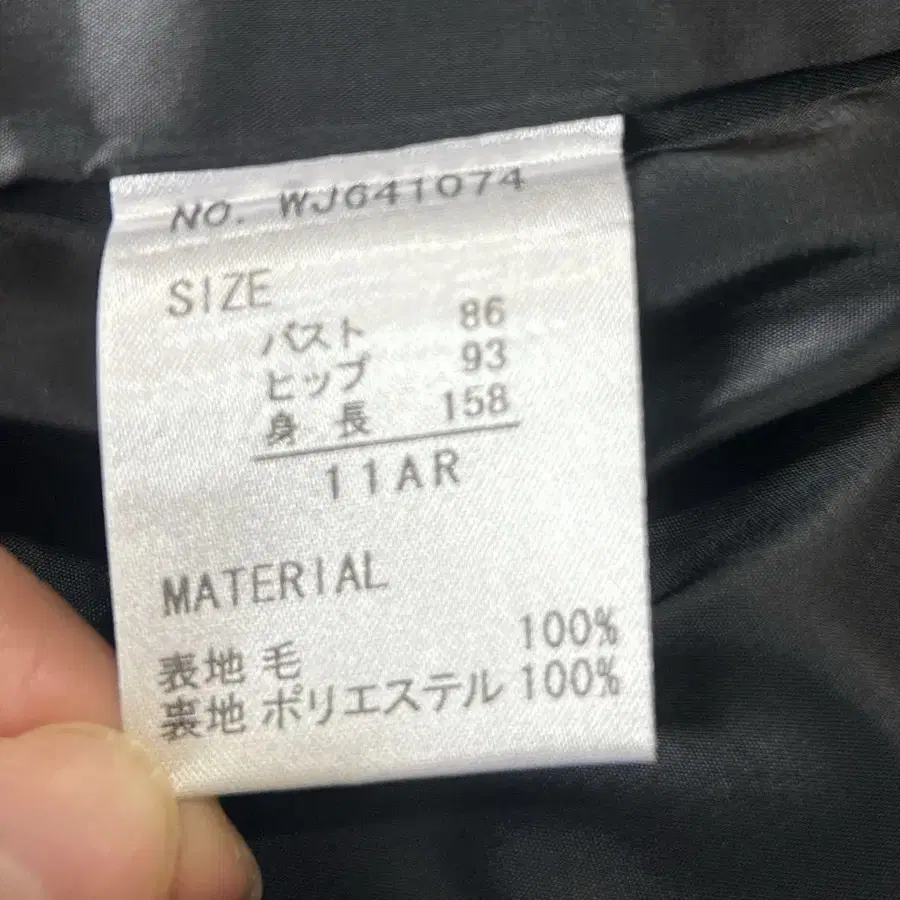 NO. WJ641074
SIZE
バスト 86
ヒップ 93
身長 158
11AR
MATERIAL
表地 毛 100%
裏地 ポリエステル 100%